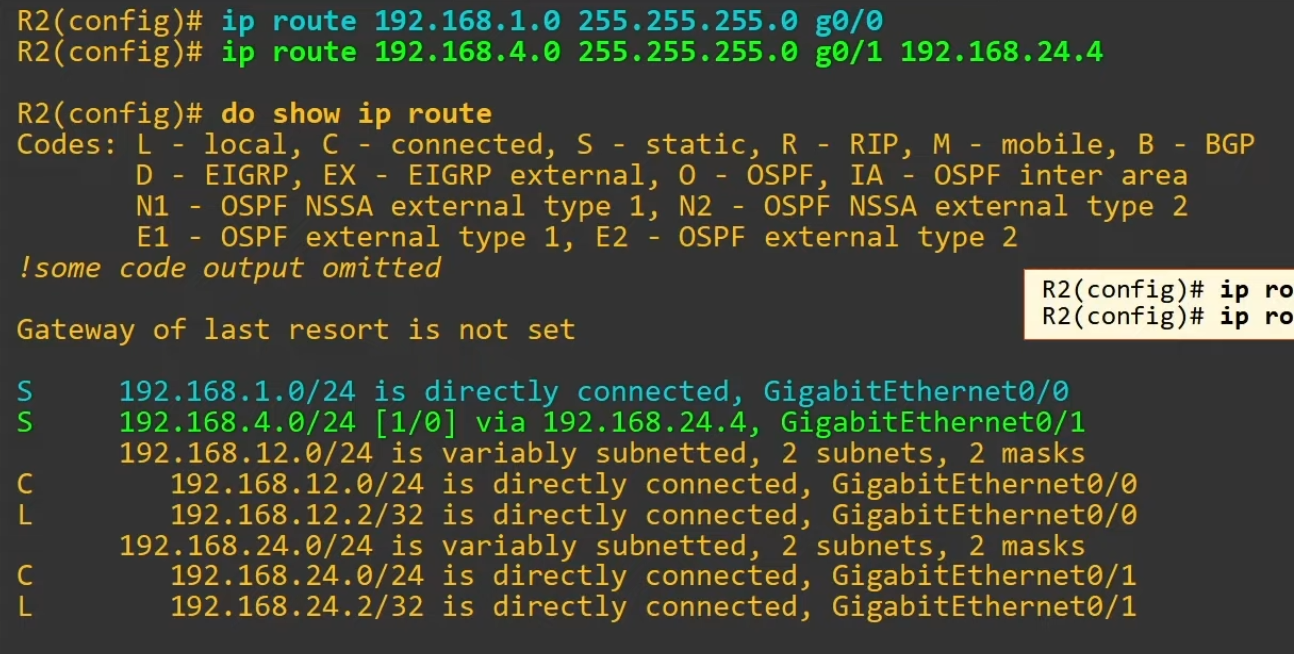 R2(config)# ip route 192.168.1.0 255.255.255.0 g0/0
R2(config)# ip route 192.168.4.0 255.255.255.0 g0/1 192.168.24.4
R2(config)# do show ip route
Codes: L - local, C - connected, S - static, R - RIP, M - mobile, B - BGP
D - EIGRP, EX - EIGRP external, O - OSPF, IA - OSPF inter area
N1 - OSPF NSSA external type 1, N2 - OSPF NSSA external type 2
E1 - OSPF external type 1, E2 - OSPF external type 2
!some code output omitted
R2(config)# ip ro
R2(config)# ip ro
Gateway of last resort is not set
S 192.168.1.0/24 is directly connected, GigabitEthernet0/0
S 192.168.4.0/24 [1/0] via 192.168.24.4, GigabitEthernet0/1
192.168.12.0/24 is variably subnetted, 2 subnets, 2 masks
C 192.168.12.0/24 is directly connected, GigabitEthernet0/0
L 192.168.12.2/32 is directly connected, GigabitEthernet0/0
192.168.24.0/24 is variably subnetted, 2 subnets, 2 masks
C 192.168.24.0/24 is directly connected, GigabitEthernet0/1
L 192.168.24.2/32 is directly connected, GigabitEthernet0/1